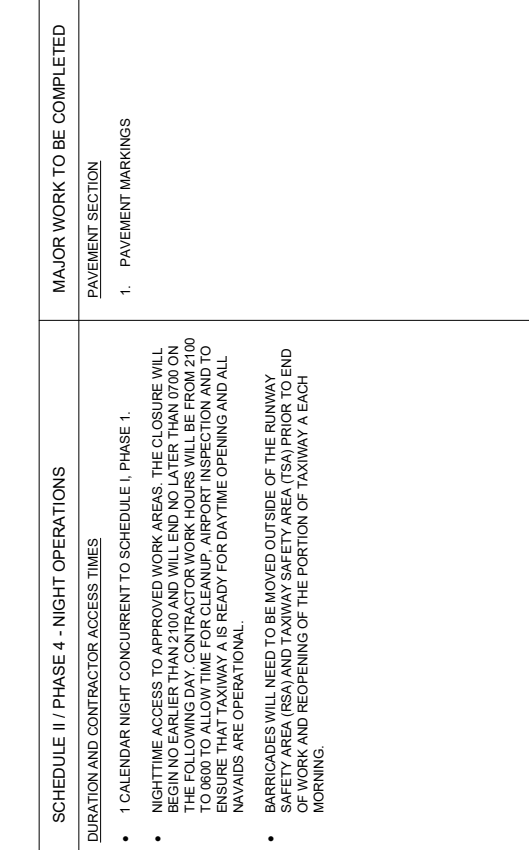 SCHEDULE II / PHASE 4 - NIGHT OPERATIONS
DURATION AND CONTRACTOR ACCESS TIMES
• 1 CALENDAR NIGHT CONCURRENT TO SCHEDULE I, PHASE 1.
• NIGHTTIME ACCESS TO APPROVED WORK AREAS. THE CLOSURE WILL
BEGIN NO EARLIER THAN 2100 AND WILL END NO LATER THAN 0700 ON
THE FOLLOWING DAY. CONTRACTOR WORK HOURS WILL BE FROM 2100
TO 0600 TO ALLOW TIME FOR CLEANUP, AIRPORT INSPECTION AND TO
ENSURE THAT TAXIWAY A IS READY FOR DAYTIME OPENING AND ALL
NAVAIDS ARE OPERATIONAL.
• BARRICADES WILL NEED TO BE MOVED OUTSIDE OF THE RUNWAY
SAFETY AREA (RSA) AND TAXIWAY SAFETY AREA (TSA) PRIOR TO END
OF WORK AND REOPENING OF THE PORTION OF TAXIWAY A EACH
MORNING.
MAJOR WORK TO BE COMPLETED
PAVEMENT SECTION
1. PAVEMENT MARKINGS